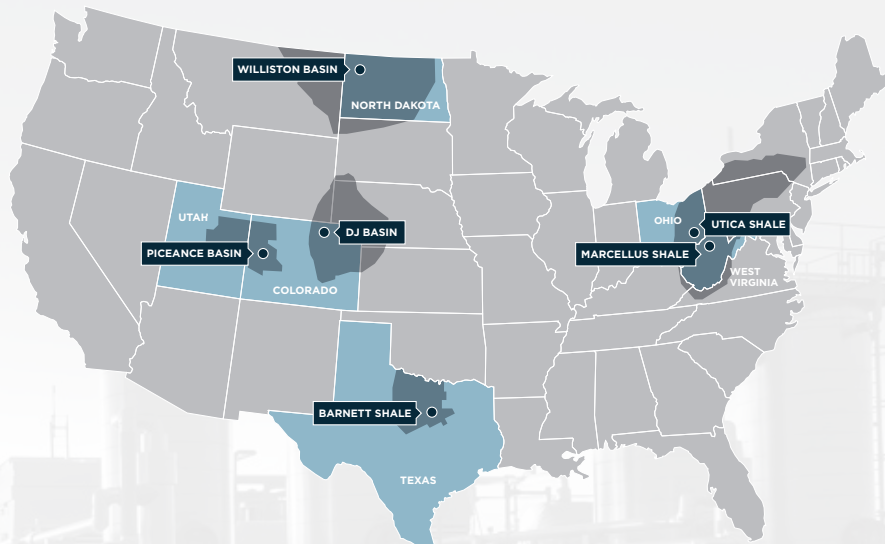 WILLISTON BASIN
NORTH DAKOTA
UTAH
DJ BASIN
PICEANCE BASIN
COLORADO
OHIO
UTICA SHALE
MARCELLUS SHALE
WEST
VIRGINIA
BARNETT SHALE
TEXAS